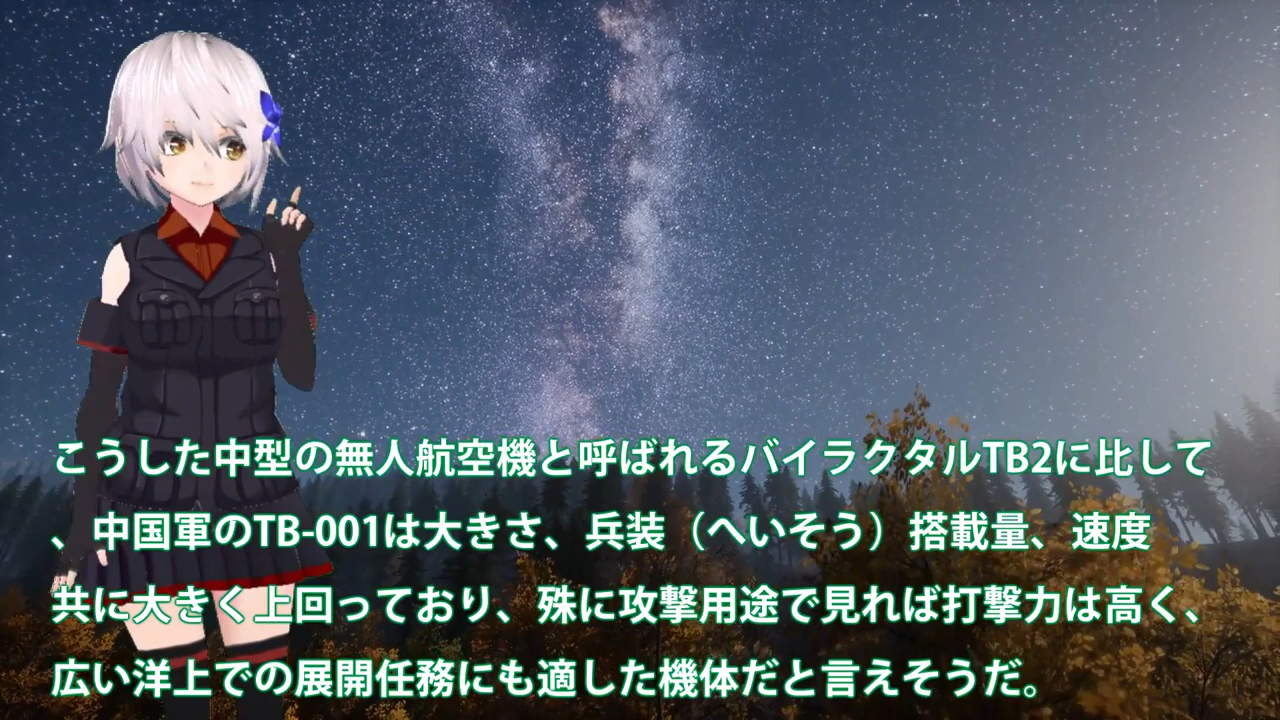 こうした中型の無人航空機と呼ばれるバイラクタルTB2に比して
、中国軍のTB-001は大きさ、兵装（へいそう）搭載量、速度
共に大きく上回っており、殊に攻撃用途で見れば打撃力は高く、
広い洋上での展開任務にも適した機体だと言えそうだ。